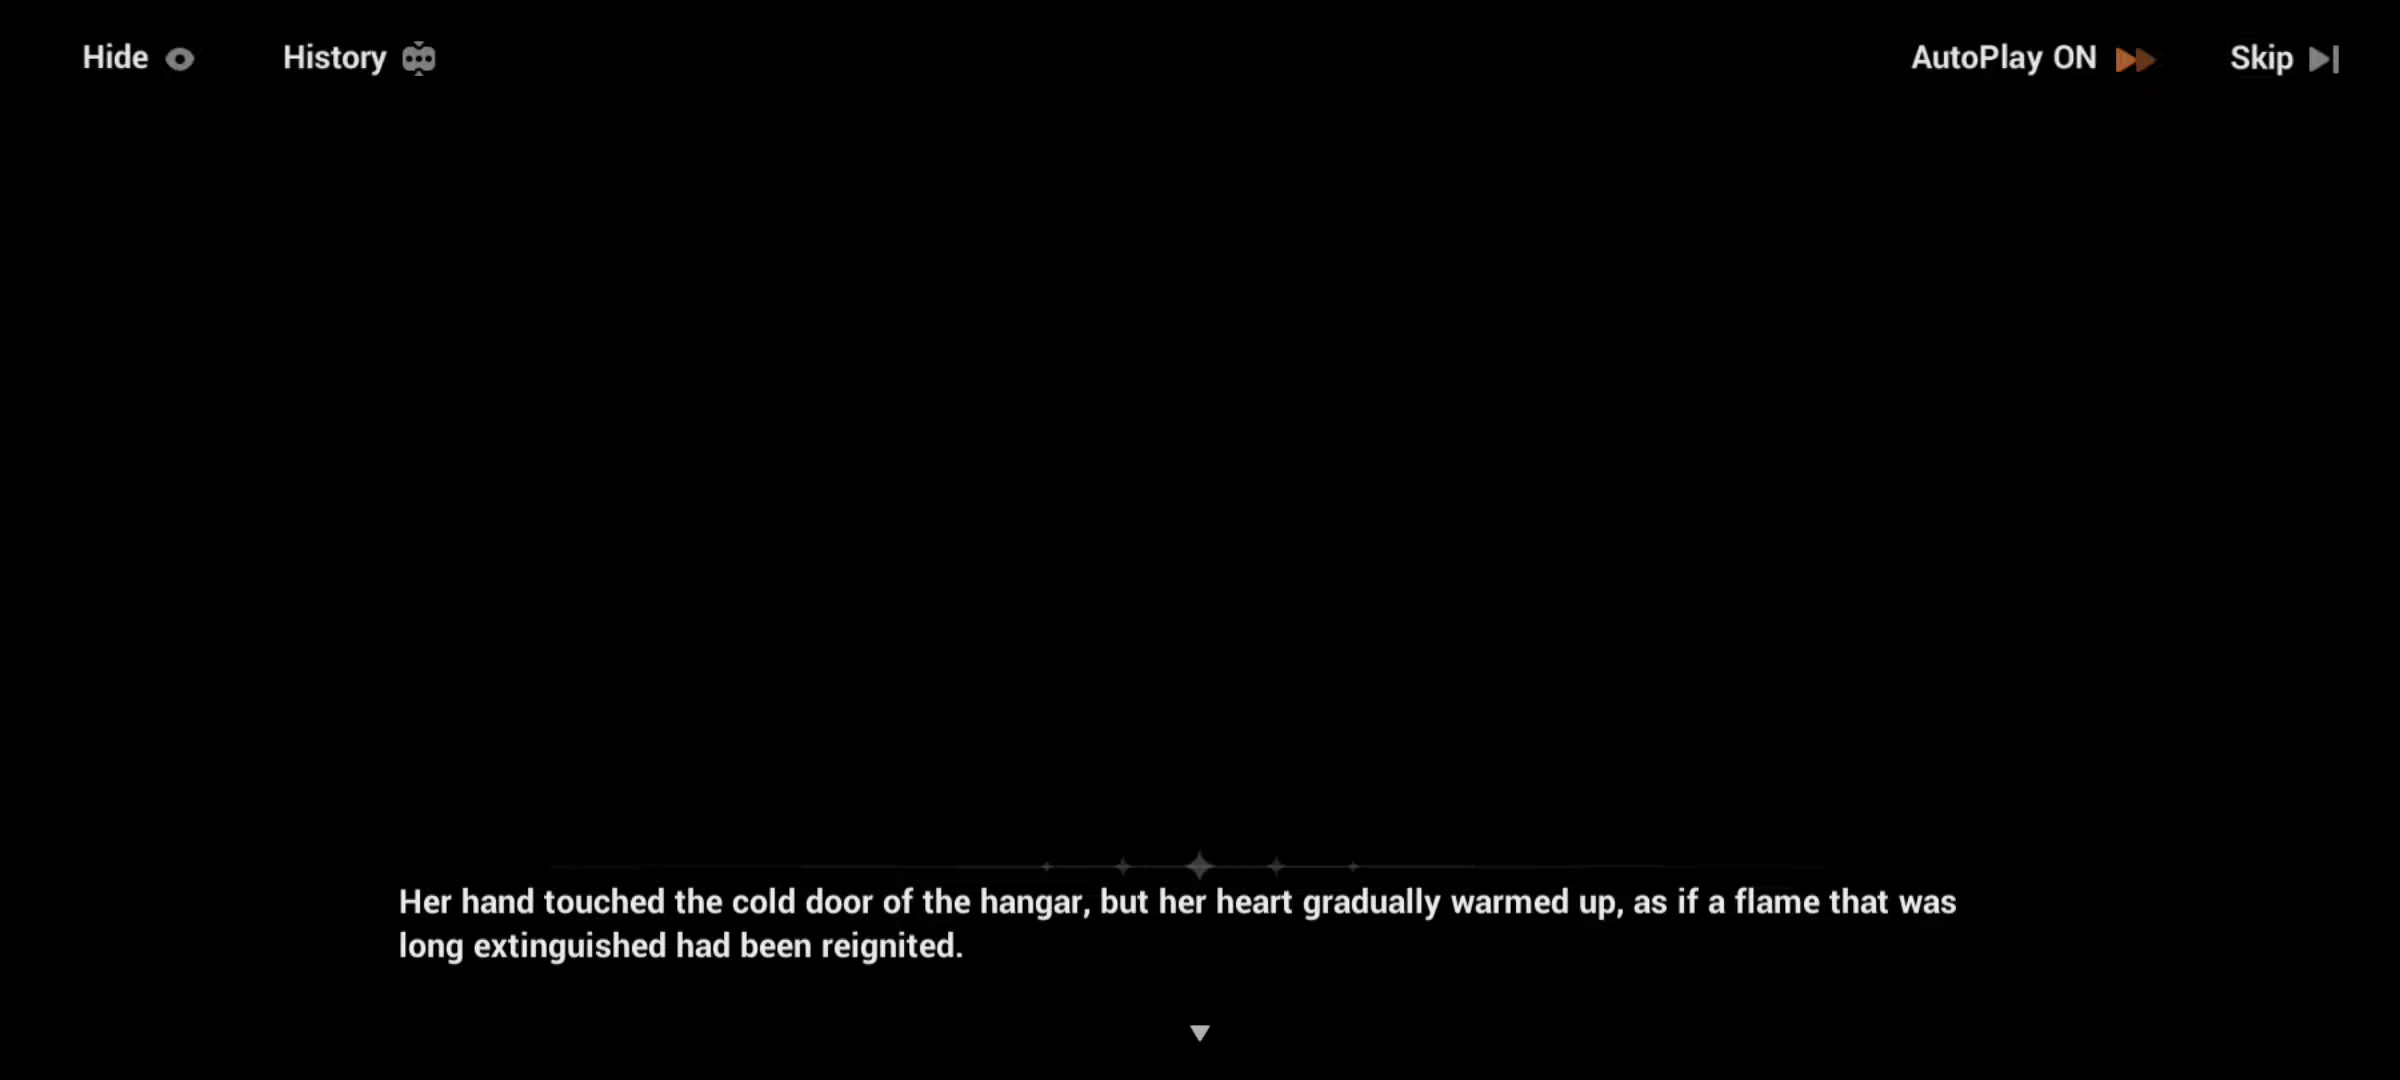 Hide
History
AutoPlay ON
Skip
Her hand touched the cold door of the hangar, but her heart gradually warmed up, as if a flame that was
long extinguished had been reignited.